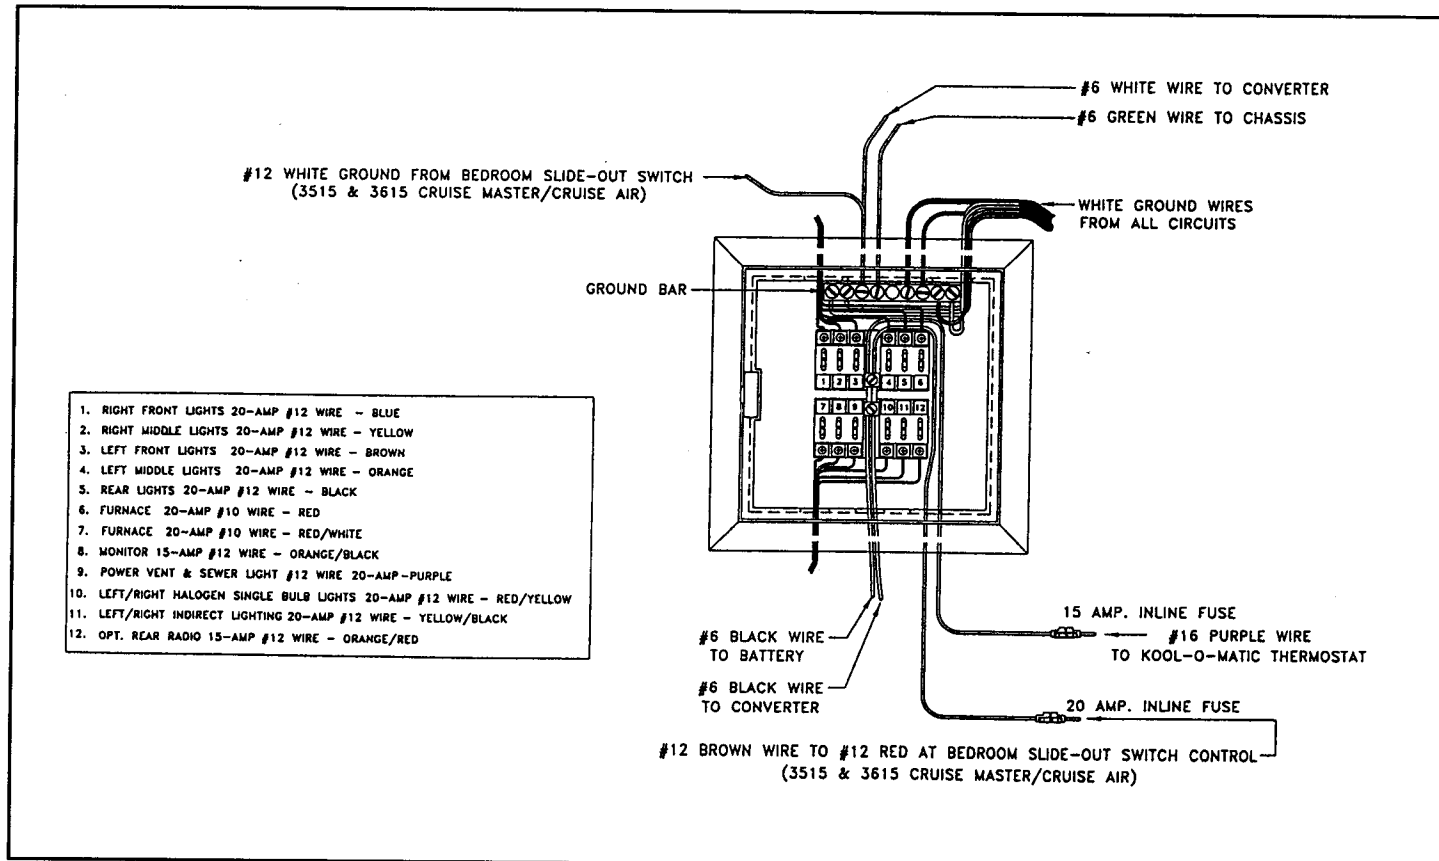 #6 WHITE WIRE TO CONVERTER
#6 GREEN WIRE TO CHASSIS
#12 WHITE GROUND FROM BEDROOM SLIDE-OUT SWITCH
(3515 & 3615 CRUISE MASTER/CRUISE AIR)
WHITE GROUND WIRES
FROM ALL CIRCUITS
GROUND BAR
1 2 3 4 5 6
7 8 9 10 11 12
1. RIGHT FRONT LIGHTS 20-AMP #12 WIRE - BLUE
2. RIGHT MIDDLE LIGHTS 20-AMP #12 WIRE - YELLOW
3. LEFT FRONT LIGHTS 20-AMP #12 WIRE - BROWN
4. LEFT MIDDLE LIGHTS 20-AMP #12 WIRE - ORANGE
5. REAR LIGHTS 20-AMP #12 WIRE - BLACK
6. FURNACE 20-AMP #10 WIRE - RED
7. FURNACE 20-AMP #10 WIRE - RED/WHITE
8. MONITOR 15-AMP #12 WIRE - ORANGE/BLACK
9. POWER VENT & SEWER LIGHT #12 WIRE 20-AMP-PURPLE
10. LEFT/RIGHT HALOGEN SINGLE BULB LIGHTS 20-AMP #12 WIRE - RED/YELLOW
11. LEFT/RIGHT INDIRECT LIGHTING 20-AMP #12 WIRE - YELLOW/BLACK
12. OPT. REAR RADIO 15-AMP #12 WIRE - ORANGE/RED
#6 BLACK WIRE
TO BATTERY
#6 BLACK WIRE
TO CONVERTER
15 AMP. INLINE FUSE
#16 PURPLE WIRE
TO KOOL-O-MATIC THERMOSTAT
20 AMP. INLINE FUSE
#12 BROWN WIRE TO #12 RED AT BEDROOM SLIDE-OUT SWITCH CONTROL
(3515 & 3615 CRUISE MASTER/CRUISE AIR)